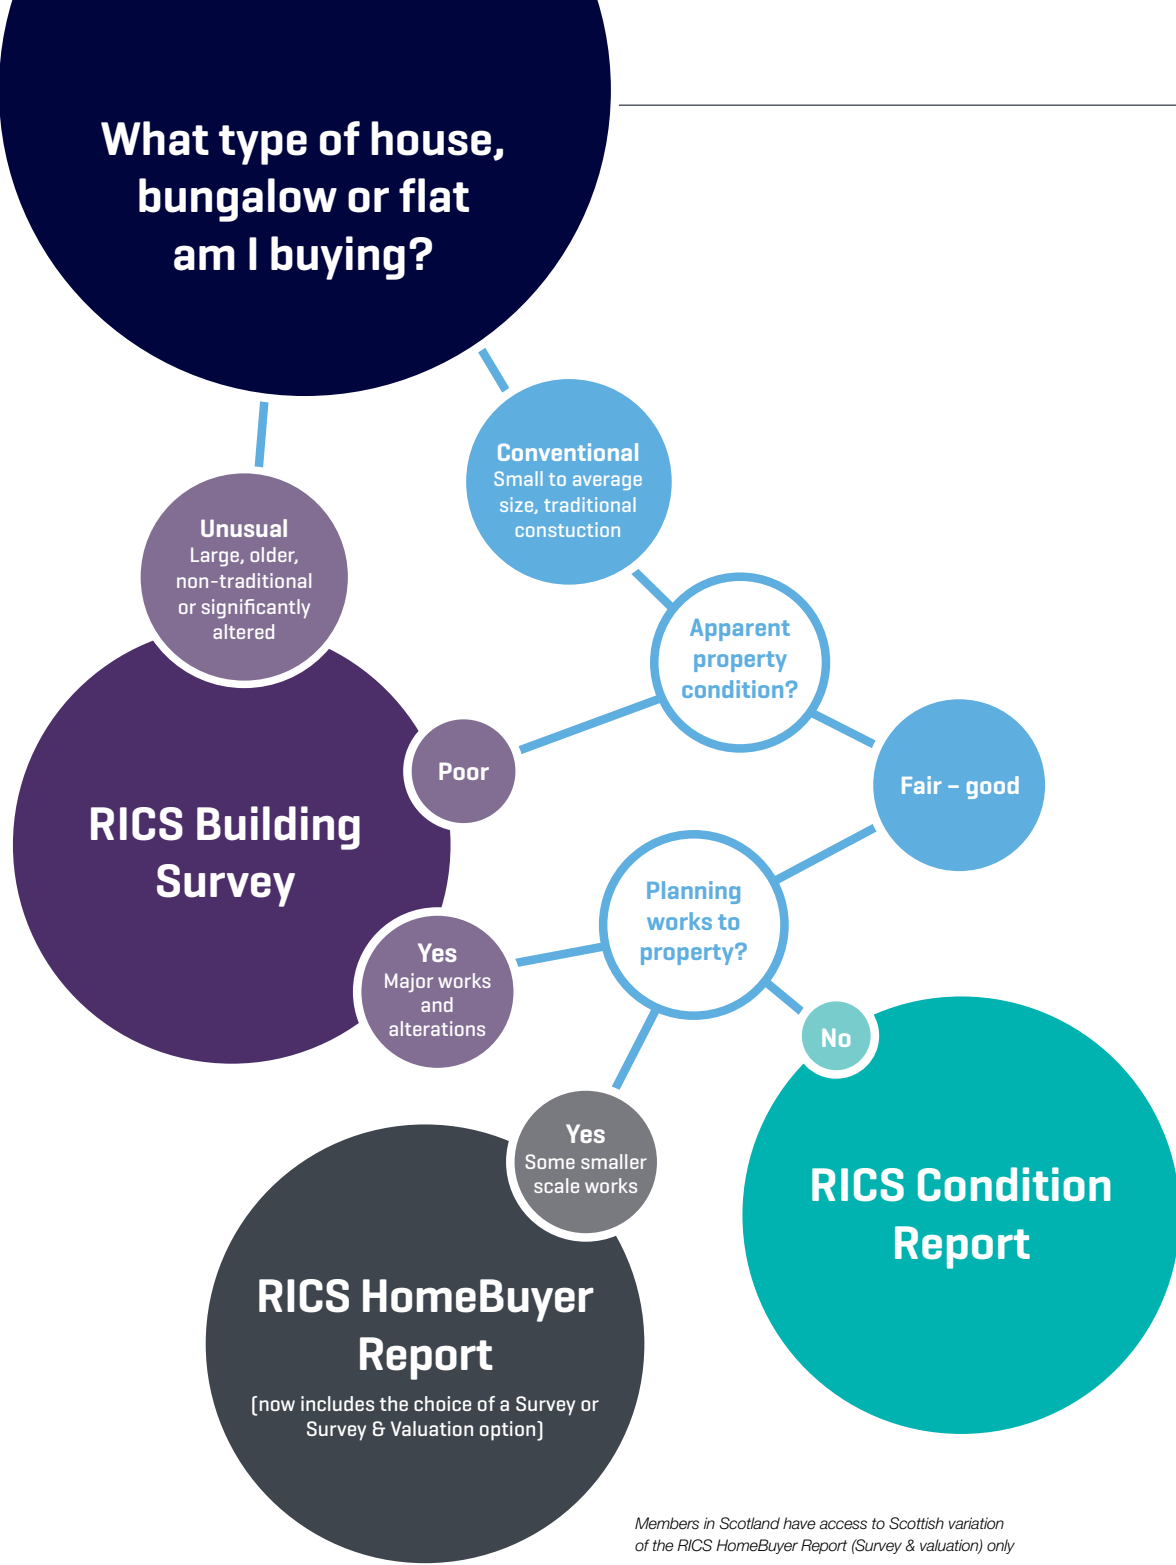 What type of house,
bungalow or flat
am I buying?
Conventional
Small to average
size, traditional
constuction
Unusual
Large, older,
non-traditional
or significantly
altered
Apparent
property
condition?
Poor
Fair – good
RICS Building
Survey
Planning
works to
property?
Yes
Major works
and
alterations
No
Yes
Some smaller
scale works
RICS Condition
Report
RICS HomeBuyer
Report
(now includes the choice of a Survey or
Survey & Valuation option)
Members in Scotland have access to Scottish variation
of the RICS HomeBuyer Report (Survey & valuation) only